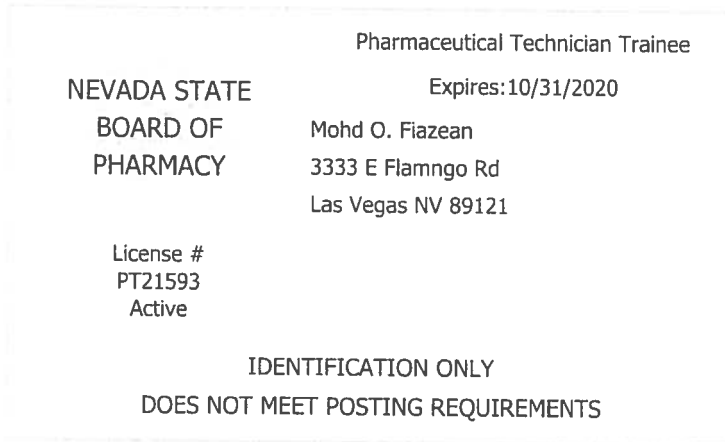 Pharmaceutical Technician Trainee
NEVADA STATE
BOARD OF
PHARMACY
Expires:10/31/2020
Mohd O. Fiazean
3333 E Flamngo Rd
Las Vegas NV 89121
License #
PT21593
Active
IDENTIFICATION ONLY
DOES NOT MEET POSTING REQUIREMENTS